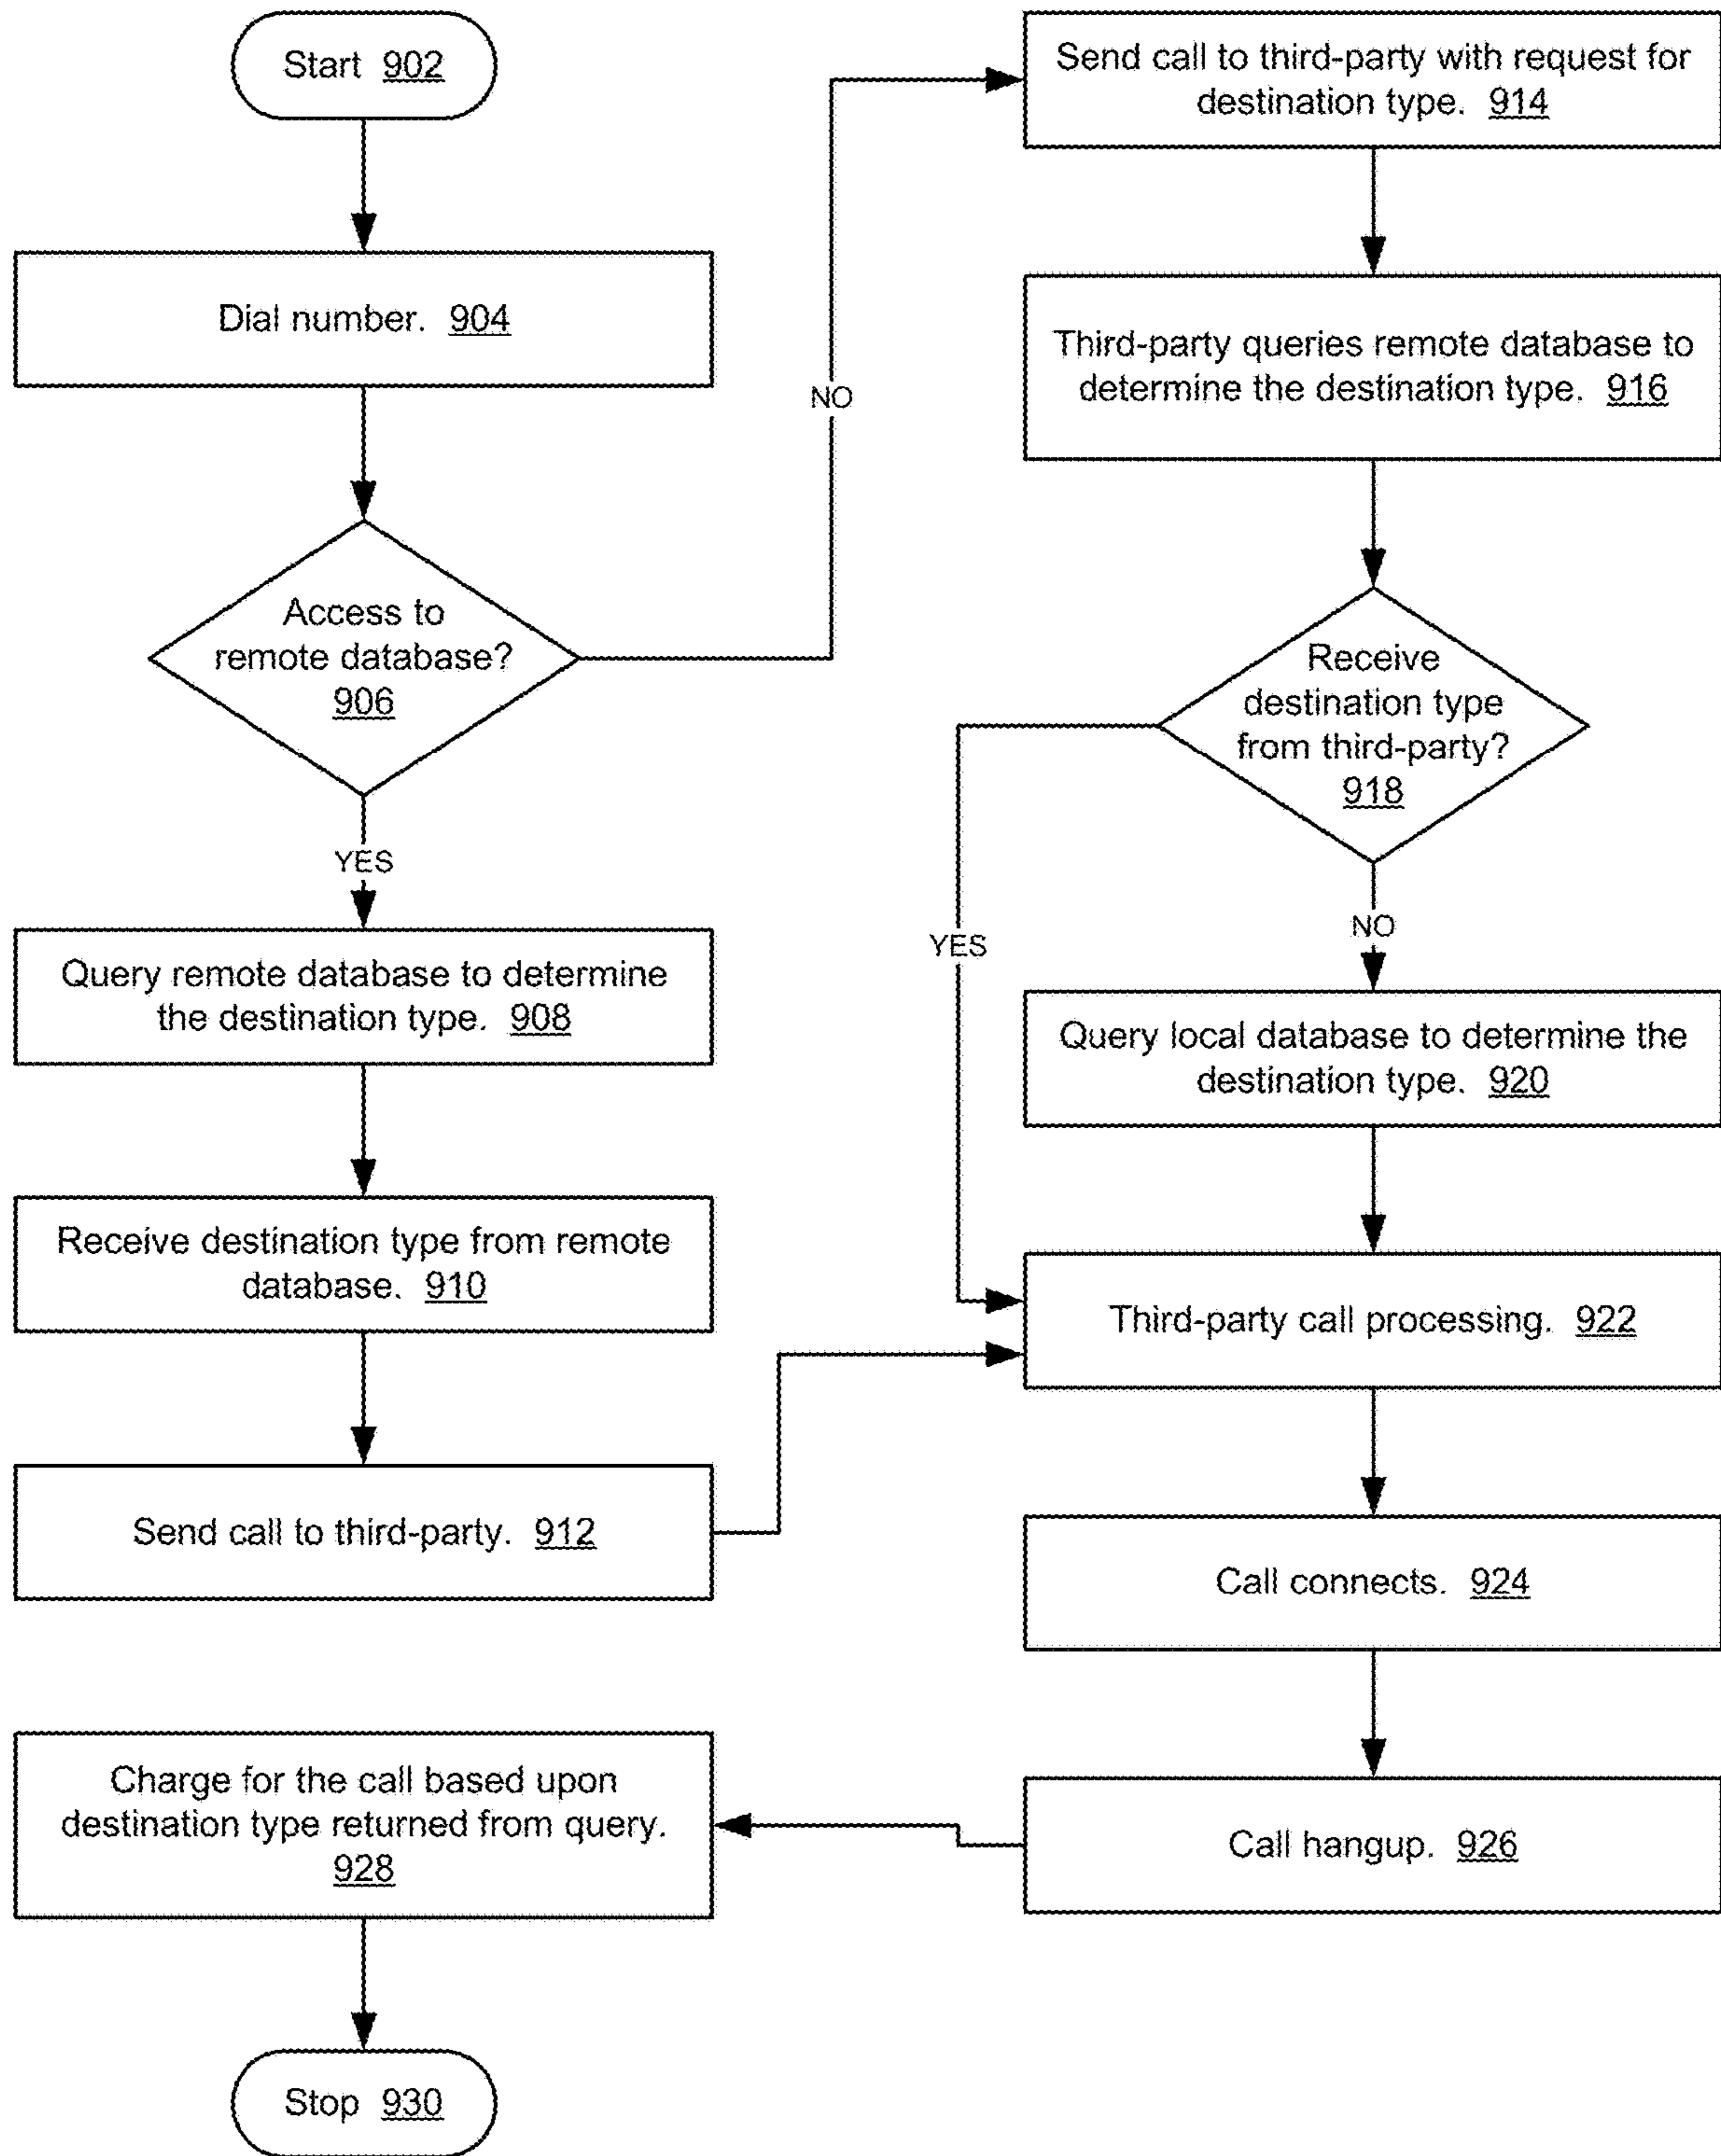 Start 902
Dial number. 904
Access to
remote database?
906
YES
NO
Query remote database to determine
the destination type. 908
Receive destination type from remote
database. 910
Send call to third-party. 912
Send call to third-party with request for
destination type. 914
Third-party queries remote database to
determine the destination type. 916
Receive
destination type
from third-party?
918
YES
NO
Query local database to determine the
destination type. 920
Third-party call processing. 922
Call connects. 924
Call hangup. 926
Charge for the call based upon
destination type returned from query.
928
Stop 930